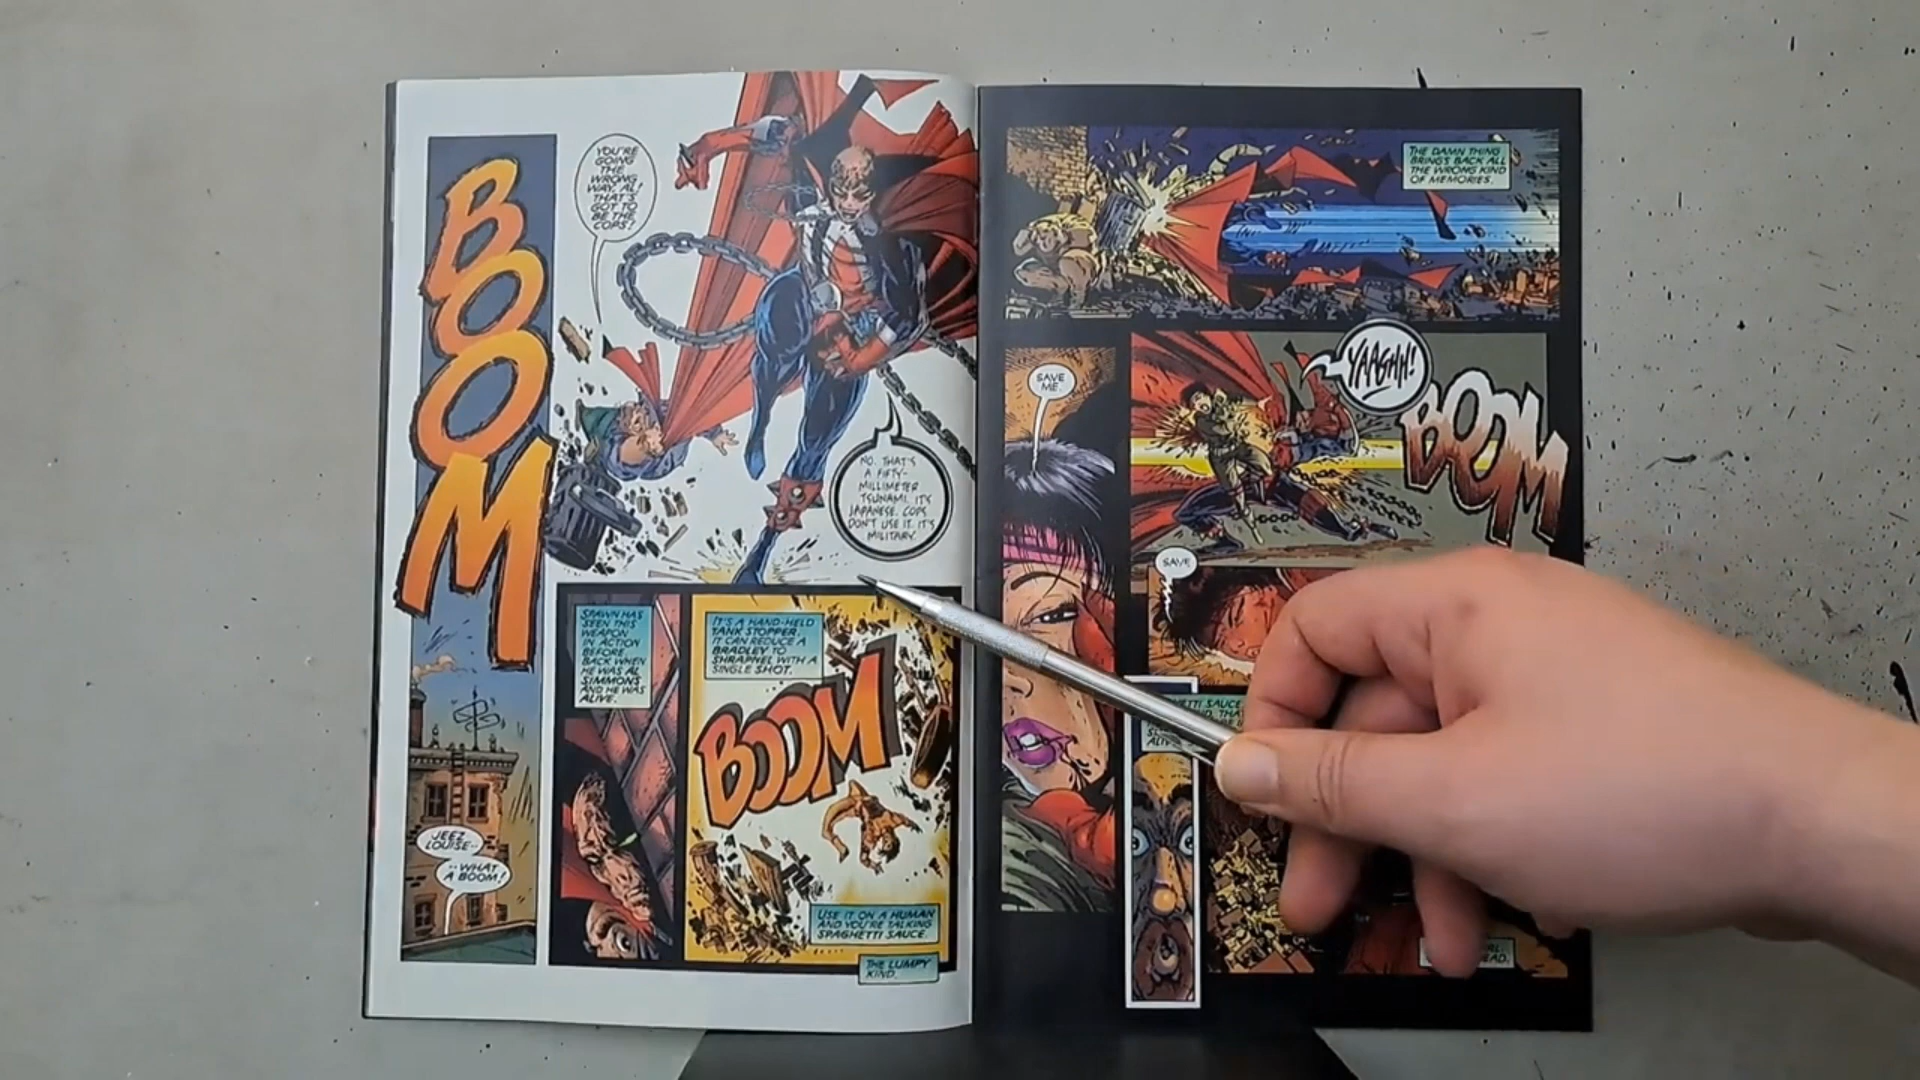 BOOM
YOU'RE
GOING
THE
WRONG
WAY, AL!
THAT'S
GOT TO
BE THE
COPS!
NO. THAT'S
A FIFTY-
MILLIMETER
TSUNAMI. IT'S
JAPANESE. COPS
DON'T USE IT. IT'S
MILITARY.
JEEZ
LOUISE--
--WHAT
A BOOM!
SPAWN HAS
SEEN THIS
WEAPON
IN ACTION
BEFORE,
BACK WHEN
HE WAS AL
SIMMONS
AND HE WAS
ALIVE.
IT'S A HAND-HELD
TANK STOPPER.
IT CAN REDUCE A
BRADLEY TO
SHRAPNEL WITH A
SINGLE SHOT.
BOOM
USE IT ON A HUMAN
AND YOU'RE TALKING
SPAGHETTI SAUCE.
THE LUMPY
KIND.
THE DAMN THING
BRINGS BACK ALL
THE WRONG KIND
OF MEMORIES.
SAVE
ME.
YAAGHH!
BOOM
SAVE
SAUCE